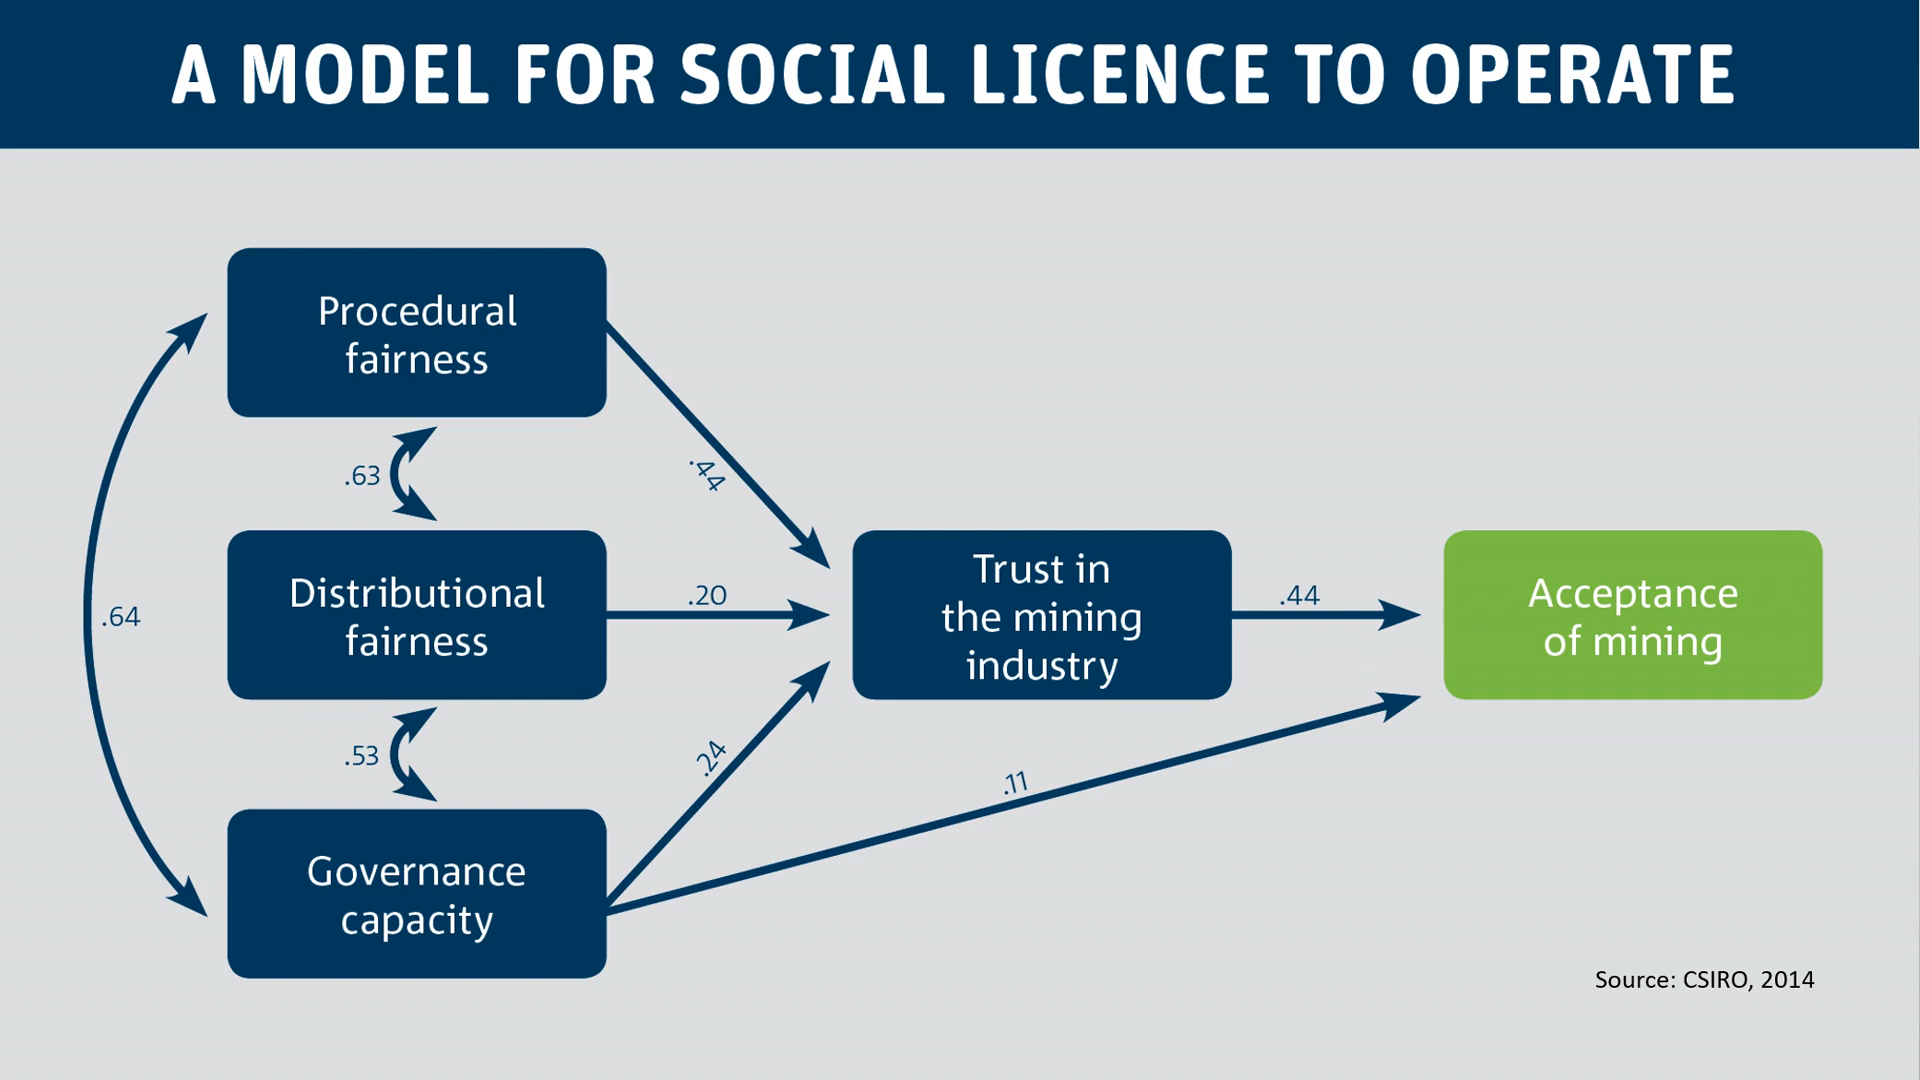 A MODEL FOR SOCIAL LICENCE TO OPERATE
Procedural
fairness
.63
.44
Distributional
fairness
.64
.20
Trust in
the mining
industry
.44
Acceptance
of mining
.53
.24
.11
Governance
capacity
Source: CSIRO, 2014